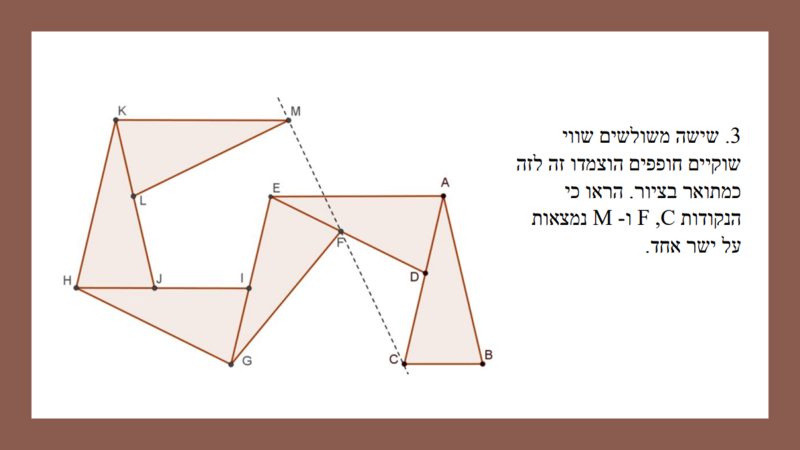 3. שישה משולשים שווי
שוקיים חופפים הוצמדו זה לזה
כמתואר בציור. הראו כי
הנקודות F ,C ו- M נמצאות
על ישר אחד.
K
M
E
A
L
F
H
J
I
D
G
C
B